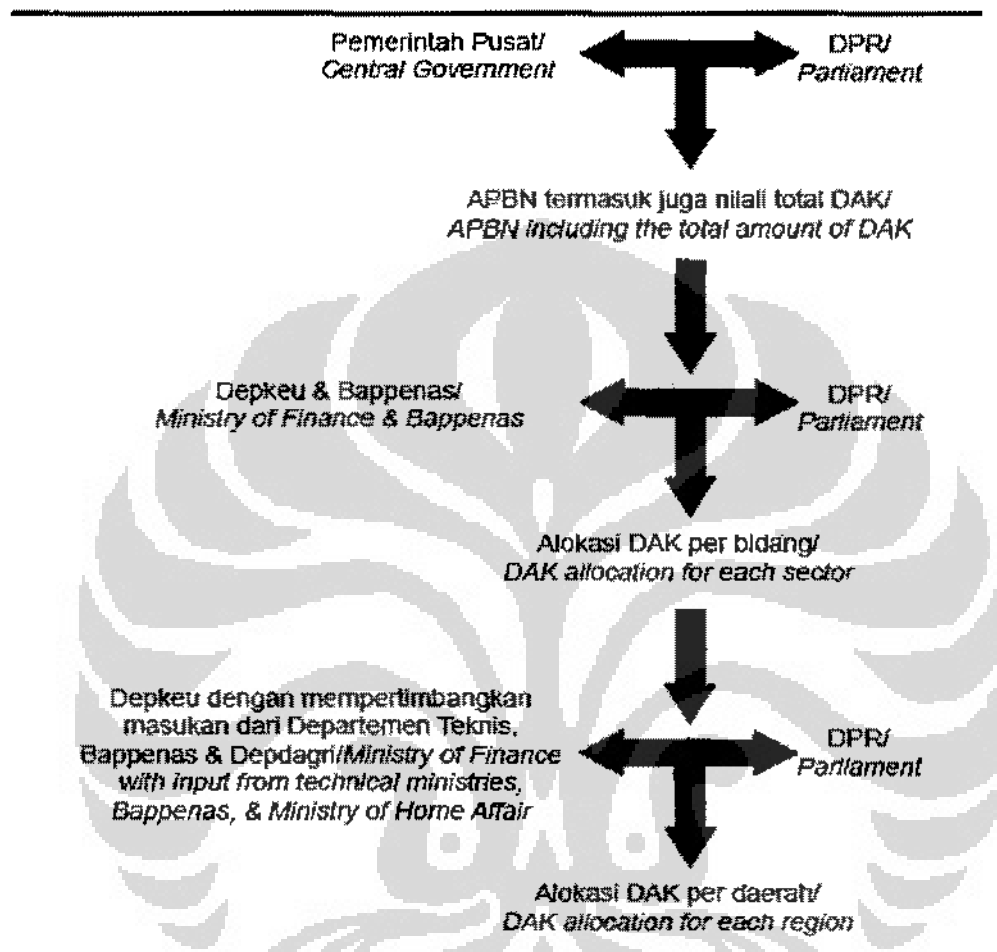 Pemerintah Pusat/
Central Government
DPR/
Parliament
APBN termasuk juga nilali total DAK/
APBN including the total amount of DAK
Depkeu & Bappenas/
Ministry of Finance & Bappenas
DPR/
Parliament
Alokasi DAK per bidang/
DAK allocation for each sector
Depkeu dengan mempertimbangkan
masukan dari Departemen Teknis,
Bappenas & Depdagri/Ministry of Finance
with input from technical ministries,
Bappenas, & Ministry of Home Affair
DPR/
Parliament
Alokasi DAK per daerah/
DAK allocation for each region